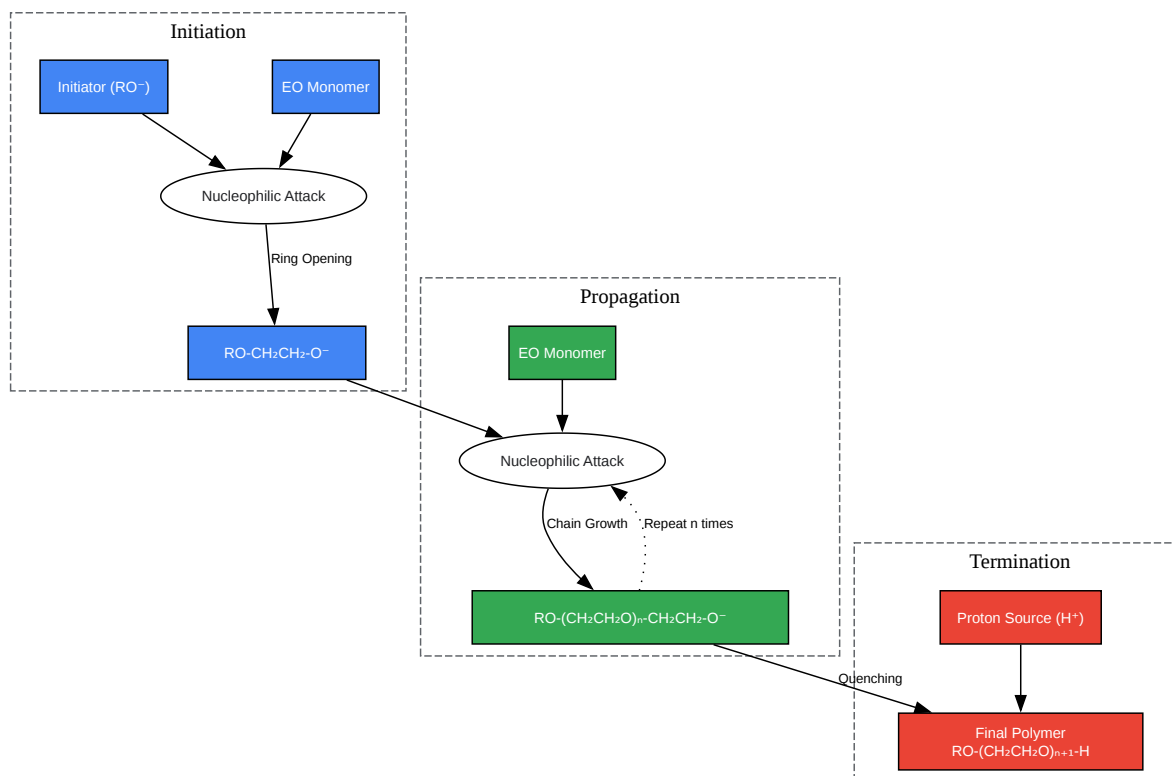 Initiation
Initiator (RO⁻)
EO Monomer
Nucleophilic Attack
Ring Opening
RO-CH₂CH₂-O⁻
Propagation
EO Monomer
Nucleophilic Attack
Chain Growth
Repeat n times
RO-(CH₂CH₂O)ₙ-CH₂CH₂-O⁻
Termination
Proton Source (H⁺)
Quenching
Final Polymer
RO-(CH₂CH₂O)ₙ₊₁-H